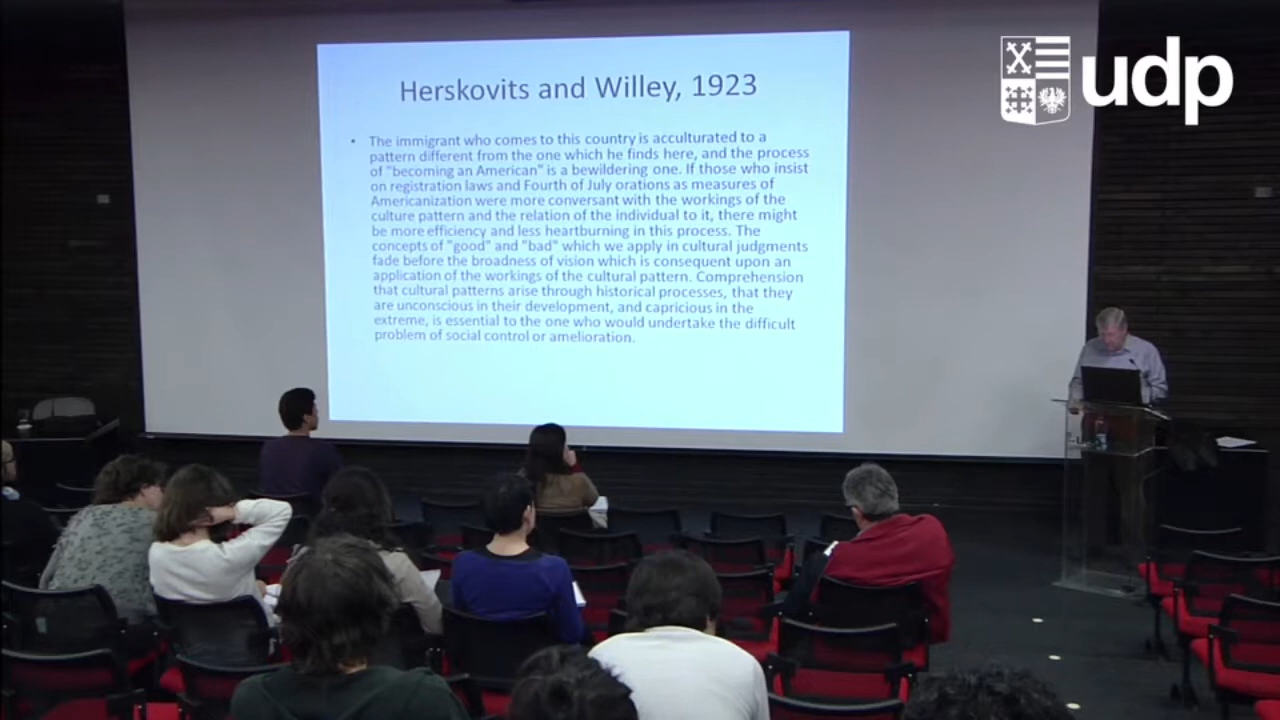 udp
Herskovits and Willey, 1923
• The immigrant who comes to this country is acculturated to a
pattern different from the one which he finds here, and the process
of "becoming an American" is a bewildering one. If those who insist
on registration laws and Fourth of July orations as measures of
Americanization were more conversant with the workings of the
culture pattern and the relation of the individual to it, there might
be more efficiency and less heartburning in this process. The
concepts of "good" and "bad" which we apply in cultural judgments
fade before the broadness of vision which is consequent upon an
application of the workings of the cultural pattern. Comprehension
that cultural patterns arise through historical processes, that they
are unconscious in their development, and capricious in the
extreme, is essential to the one who would undertake the difficult
problem of social control or amelioration.